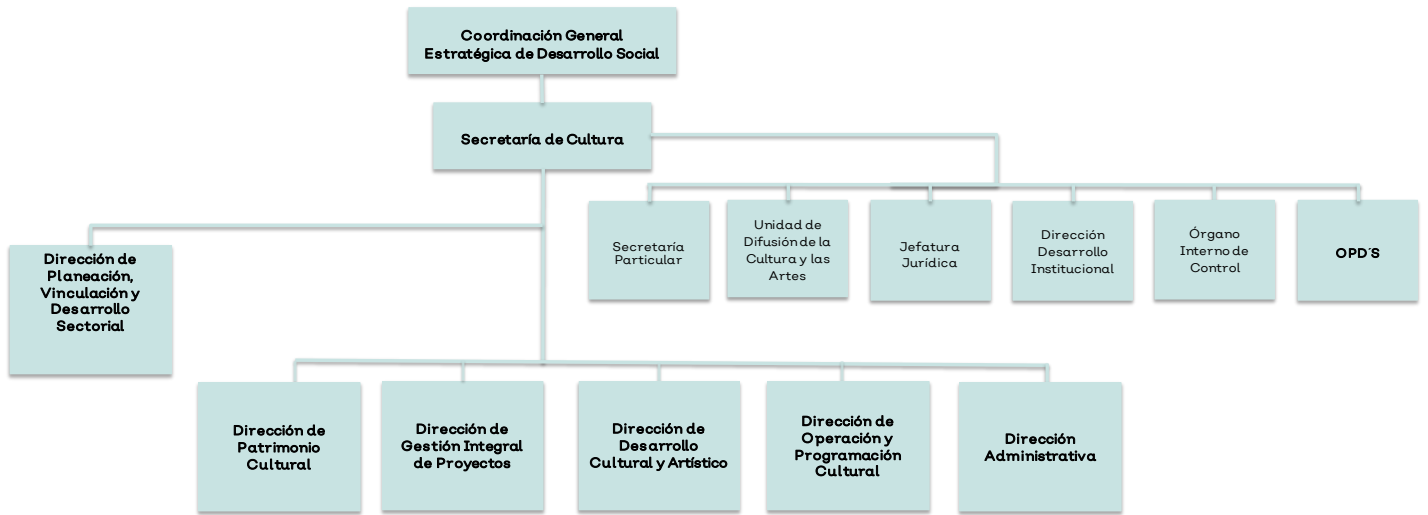 Coordinación General
Estratégica de Desarrollo Social
Secretaría de Cultura
Secretaría
Particular
Unidad de
Difusión de la
Cultura y las
Artes
Jefatura
Jurídica
Dirección
Desarrollo
Institucional
Órgano
Interno de
Control
OPD´S
Dirección de
Planeación,
Vinculación y
Desarrollo
Sectorial
Dirección de
Patrimonio
Cultural
Dirección de
Gestión Integral
de Proyectos
Dirección de
Desarrollo
Cultural y Artístico
Dirección de
Operación y
Programación
Cultural
Dirección
Administrativa